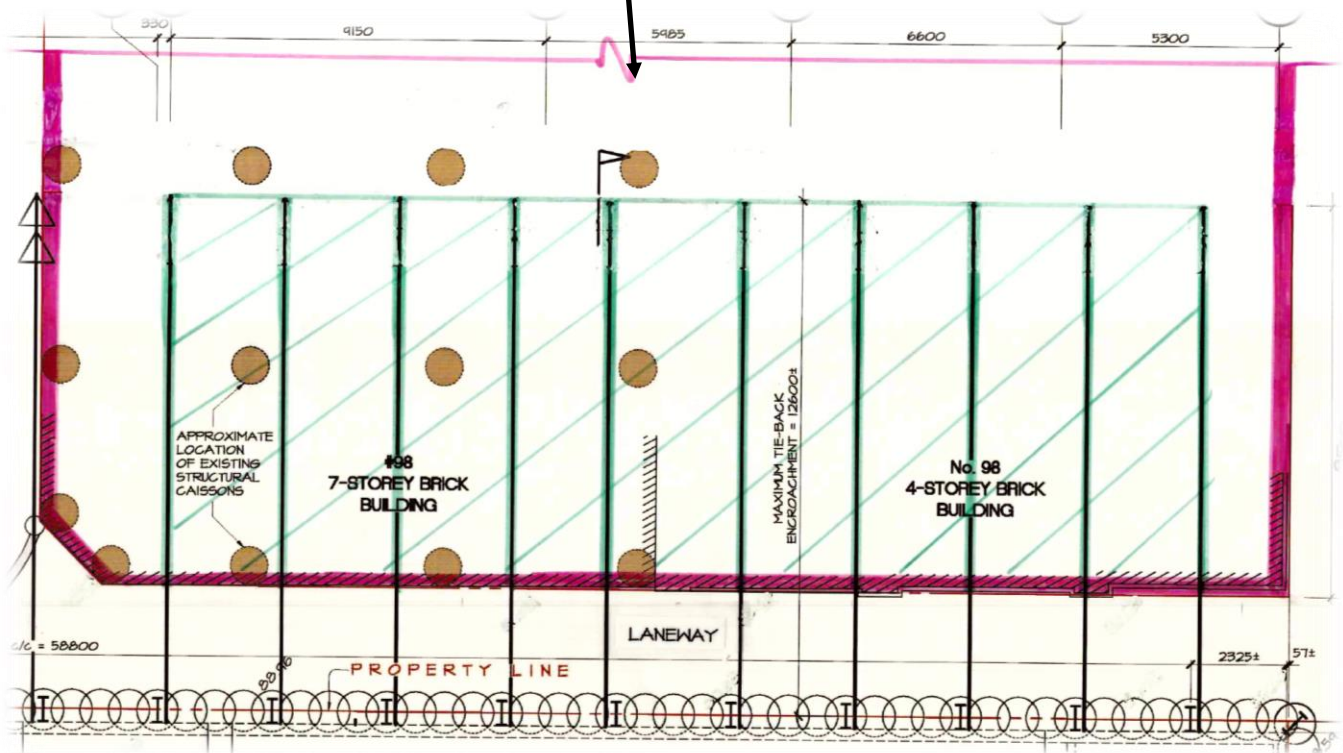 330
9150
5985
6600
5300
APPROXIMATE
LOCATION
OF EXISTING
STRUCTURAL
CAISSONS
#98
7-STOREY BRICK
BUILDING
MAXIMUM TIE-BACK
ENCROACHMENT = 12600±
No. 98
4-STOREY BRICK
BUILDING
LANEWAY
c/c = 58800
2325±
57±
PROPERTY LINE